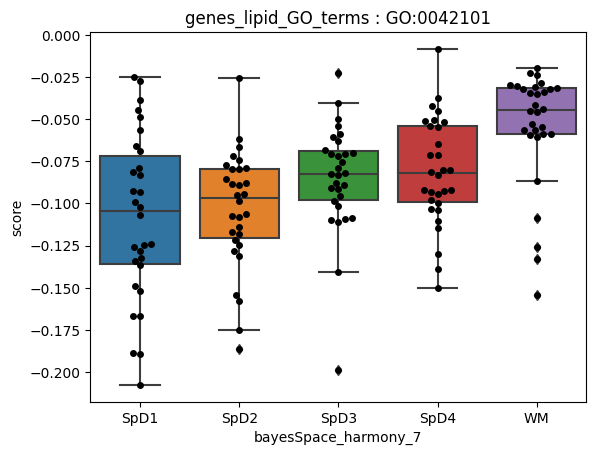 genes_lipid_GO_terms : GO:0042101
0.000
−0.025
−0.050
−0.075
−0.100
−0.125
−0.150
−0.175
−0.200
score
SpD1 SpD2 SpD3 SpD4 WM
bayesSpace_harmony_7